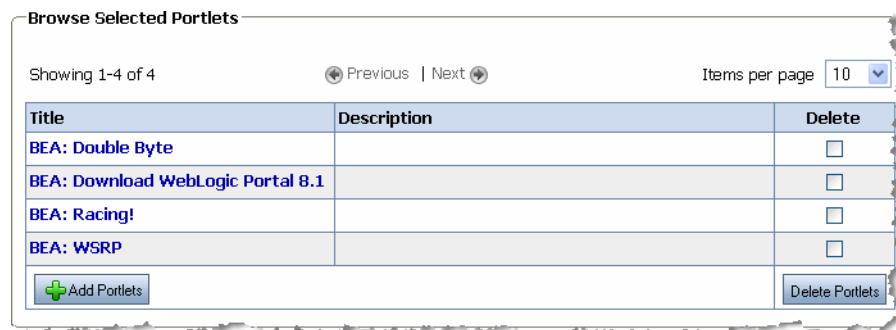 Browse Selected Portlets
Showing 1-4 of 4 Previous | Next Items per page 10
Title Description Delete
BEA: Double Byte
BEA: Download WebLogic Portal 8.1
BEA: Racing!
BEA: WSRP
Add Portlets Delete Portlets